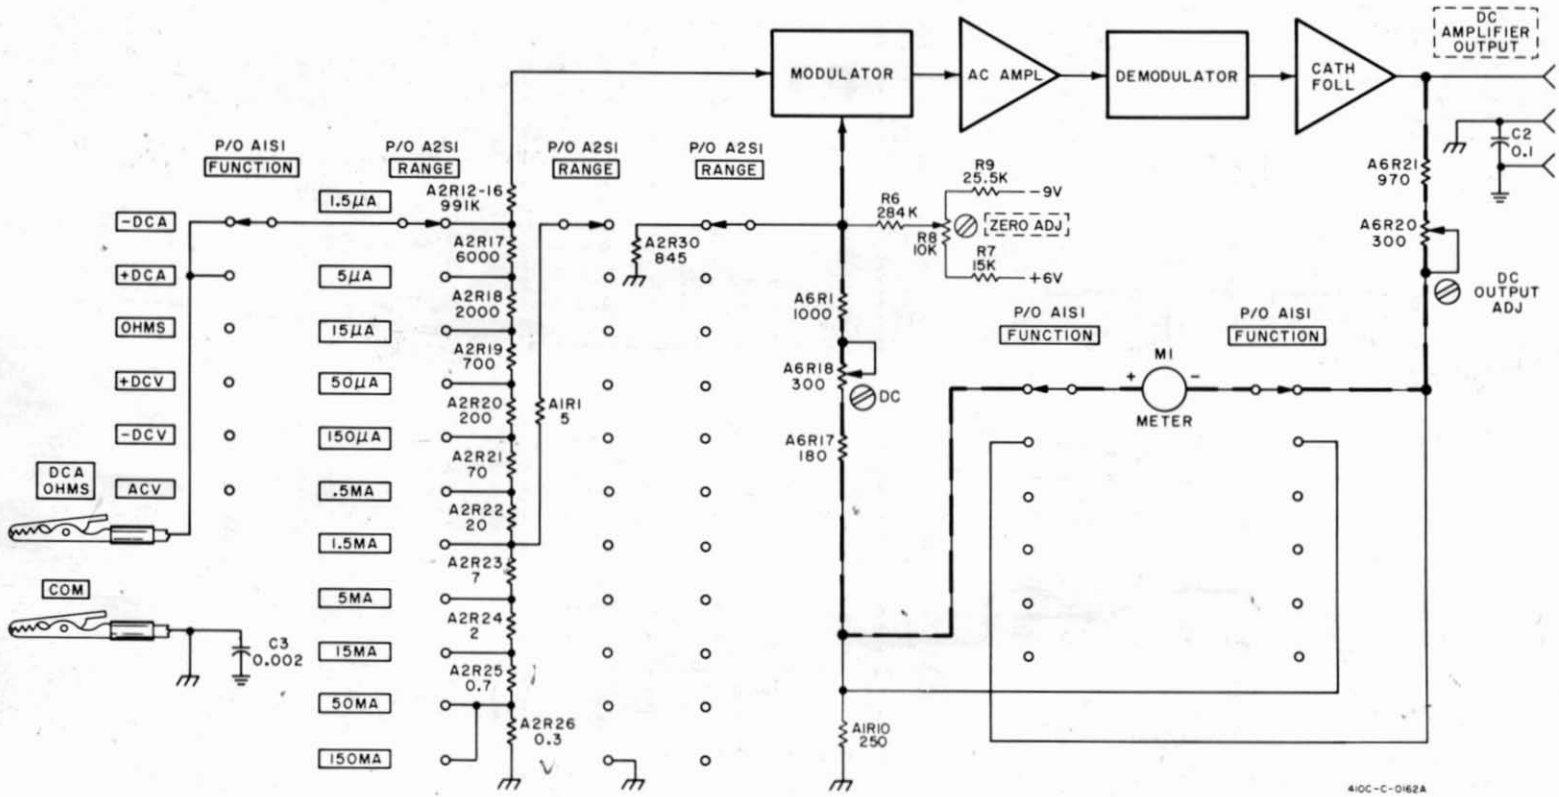 DC
AMPLIFIER
OUTPUT
MODULATOR
AC AMPL
DEMODULATOR
CATH
FOLL
C2
0.1
P/O A1S1
FUNCTION
P/O A2S1
RANGE
P/O A2S1
RANGE
P/O A2S1
RANGE
A6R21
970
R9
25.5K
-9V
A2R12-16
991K
1.5µA
R6
284K
ZERO ADJ
R8
10K
R7
15K
+6V
A6R20
300
-DCA
A2R17
6000
A2R30
845
+DCA
5µA
DC
OUTPUT
ADJ
A2R18
2000
A6R1
1000
OHMS
15µA
P/O A1S1
FUNCTION
P/O A1S1
FUNCTION
A2R19
700
M1
+
-
METER
A6R18
300
DC
+DCV
50µA
A2R20
200
A1R1
5
-DCV
150µA
A6R17
180
A2R21
70
DCA
OHMS
ACV
.5MA
A2R22
20
1.5MA
A2R23
7
COM
5MA
A2R24
2
C3
0.002
15MA
A2R25
0.7
50MA
A2R26
0.3
A1R10
250
150MA
410C-C-0162A